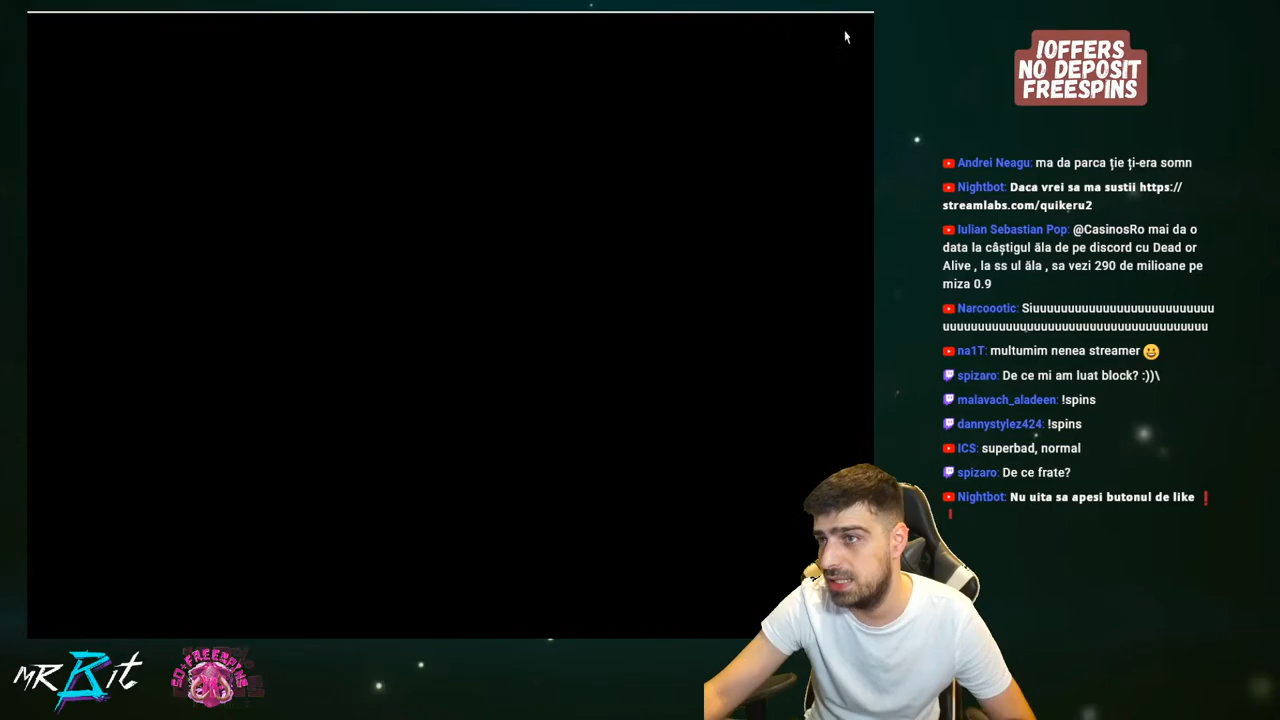 !OFFERS
NO DEPOSIT
FREESPINS
Andrei Neagu: ma da parca ție ți-era somn
Nightbot: Daca vrei sa ma sustii https://
streamlabs.com/quikeru2
Iulian Sebastian Pop: @CasinosRo mai da o
data la câștigul ăla de pe discord cu Dead or
Alive , la ss ul ăla , sa vezi 290 de milioane pe
miza 0.9
Narcoootic: Siuuuuuuuuuuuuuuuuuuuuuuuuuu
uuuuuuuuuuuuuuuuuuuuuuuuuuuuuuuuuuuuuu
na1T: multumim nenea streamer 😀
spizaro: De ce mi am luat block? :))\
malavach_aladeen: !spins
dannystylez424: !spins
ICS: superbad, normal
spizaro: De ce frate?
Nightbot: Nu uita sa apesi butonul de like ❗
❗
MR Bit
50+FREESPINS